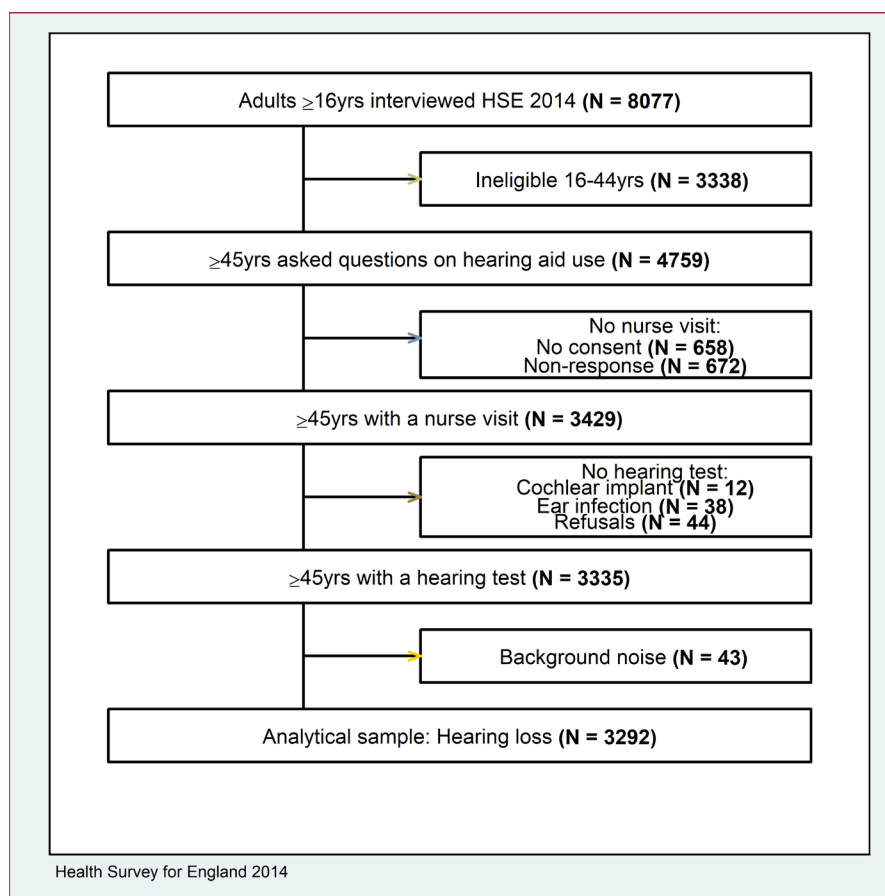 Adults ≥16yrs interviewed HSE 2014 (N = 8077)
Ineligible 16-44yrs (N = 3338)
≥45yrs asked questions on hearing aid use (N = 4759)
No nurse visit:
No consent (N = 658)
Non-response (N = 672)
≥45yrs with a nurse visit (N = 3429)
No hearing test:
Cochlear implant (N = 12)
Ear infection (N = 38)
Refusals (N = 44)
≥45yrs with a hearing test (N = 3335)
Background noise (N = 43)
Analytical sample: Hearing loss (N = 3292)
Health Survey for England 2014